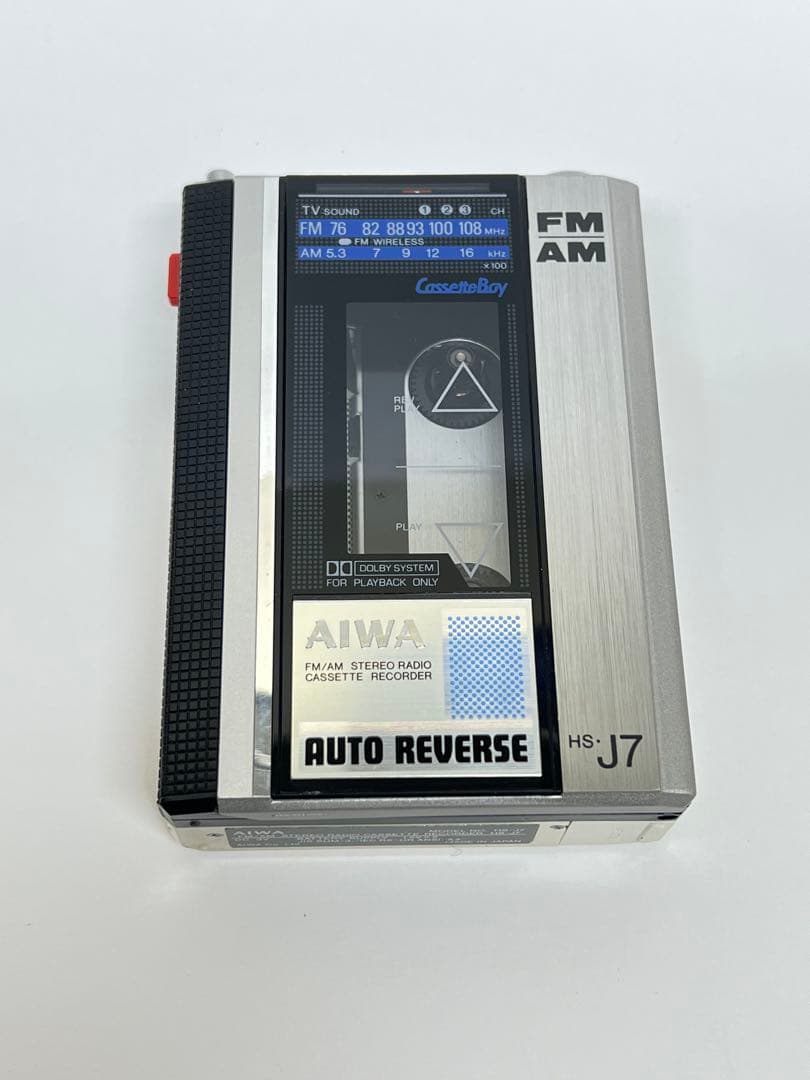 TV SOUND 1 2 3 CH
FM 76 82 88 93 100 108 MHz
FM WIRELESS
AM 5.3 7 9 12 16 kHz
×100
CassetteBoy
FM
AM
REV
PLAY
PLAY
DOLBY SYSTEM
FOR PLAYBACK ONLY
AIWA
FM/AM STEREO RADIO
CASSETTE RECORDER
AUTO REVERSE
HS·J7
AIWA